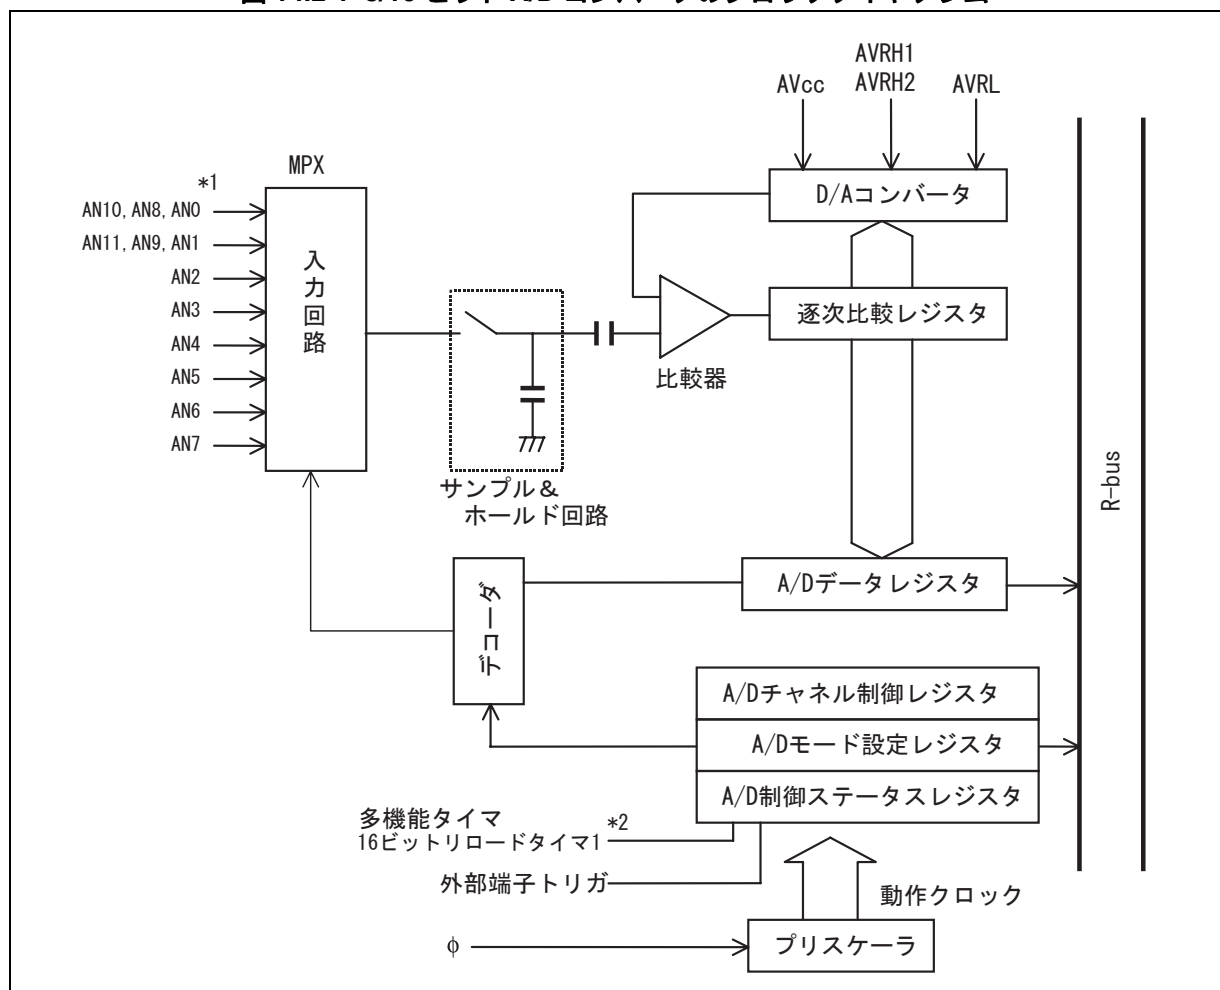 AVRH1
AVcc
AVRH2
AVRL
MPX
*1
AN10, AN8, AN0
AN11, AN9, AN1
AN2
AN3
AN4
AN5
AN6
AN7
入力回路
D/Aコンバータ
逐次比較レジスタ
比較器
サンプル&
ホールド回路
R-bus
デコーダ
A/Dデータレジスタ
A/Dチャネル制御レジスタ
A/Dモード設定レジスタ
A/D制御ステータスレジスタ
多機能タイマ
16ビットリロードタイマ1
*2
外部端子トリガ
動作クロック
φ
プリスケーラ